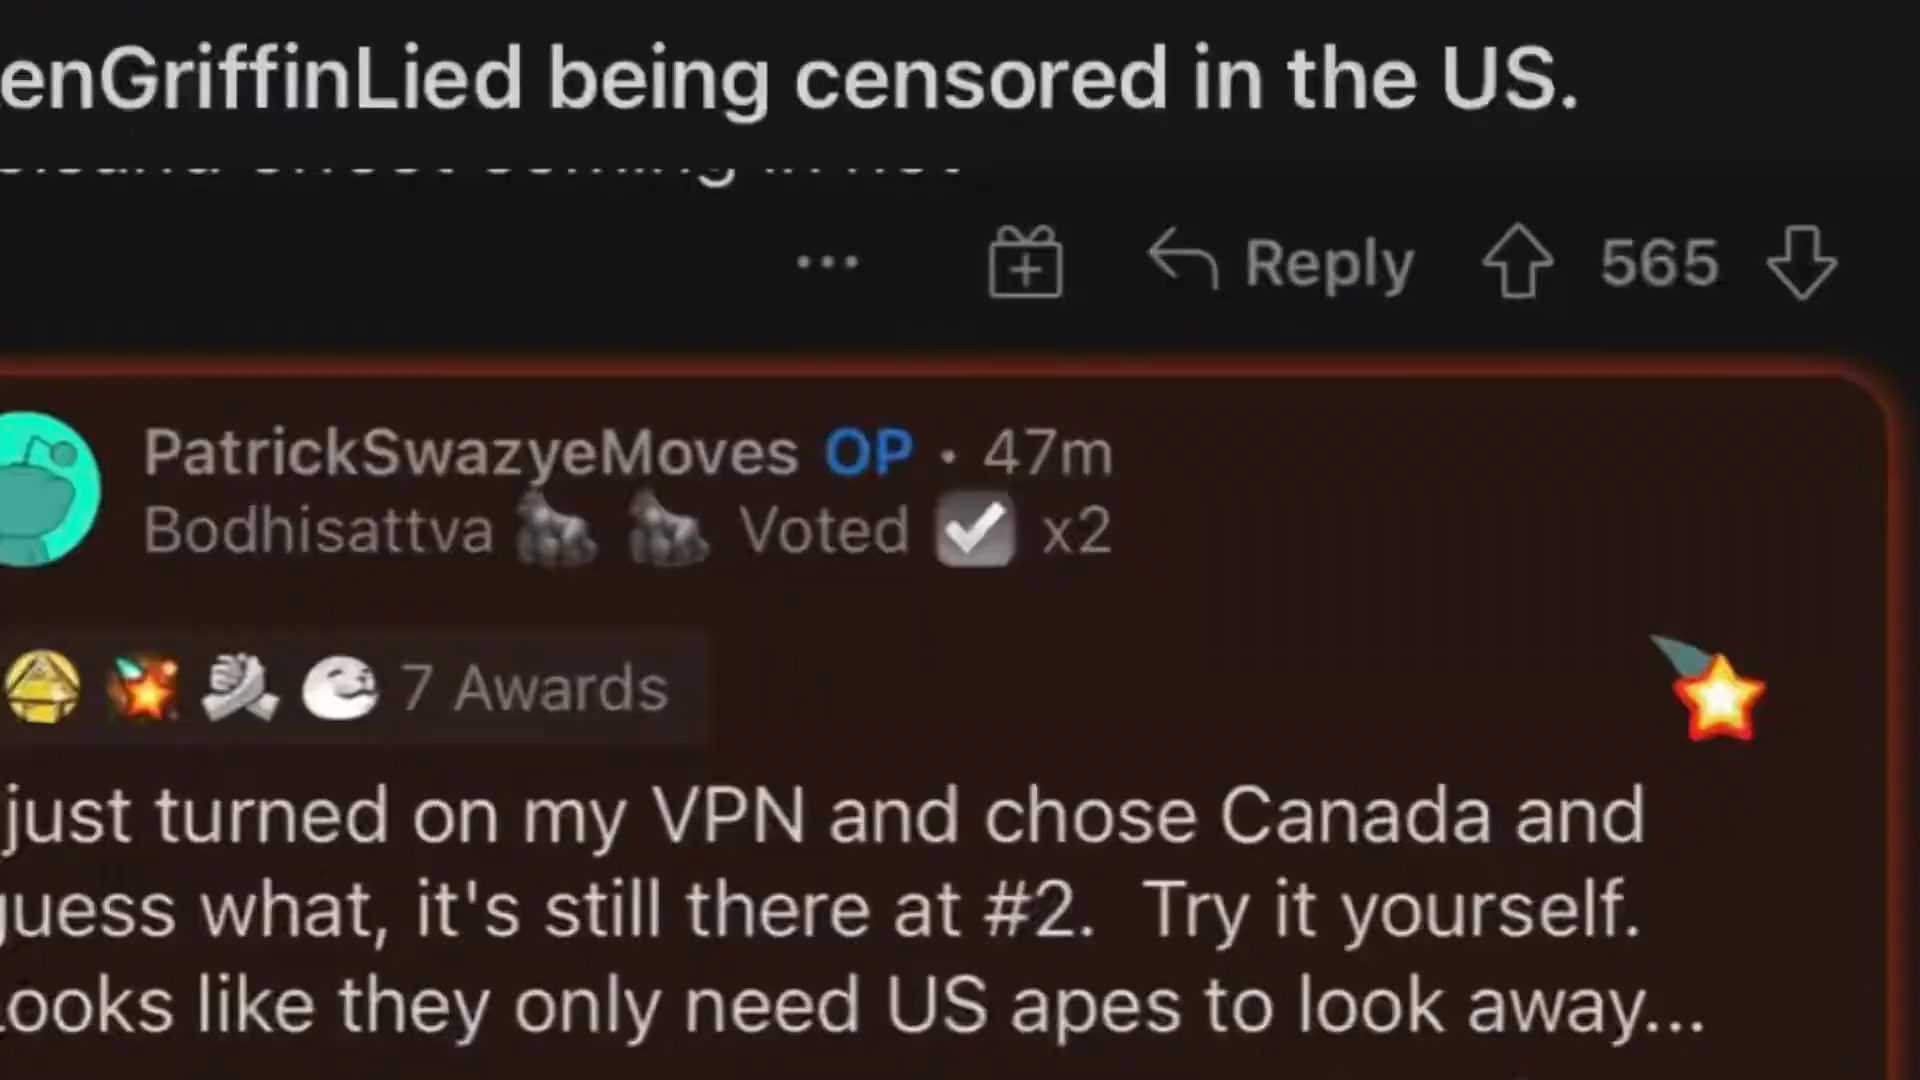 enGriffinLied being censored in the US.
Reply 565
PatrickSwazyeMoves OP · 47m
Bodhisattva 🦍 🦍 Voted ☑ x2
7 Awards
just turned on my VPN and chose Canada and
guess what, it's still there at #2. Try it yourself.
Looks like they only need US apes to look away...